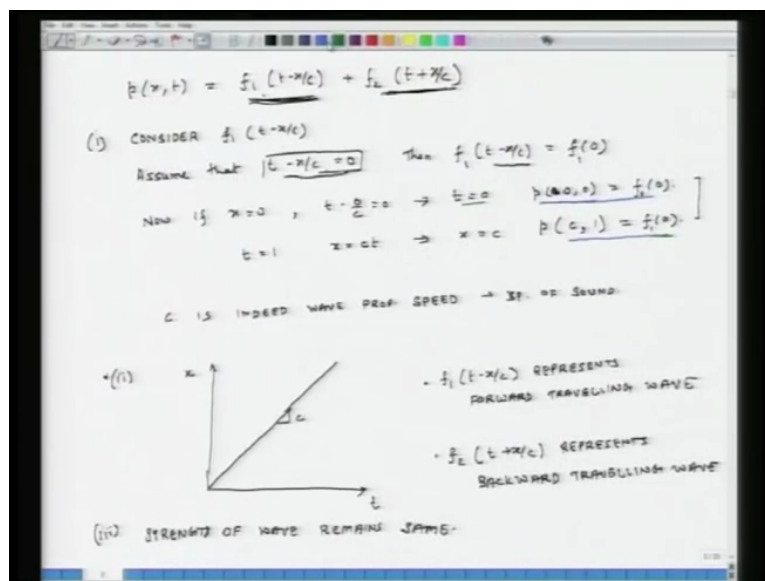 p(x,t) = f₁(t-x/c) + f₂(t+x/c)
(i) CONSIDER f₁(t-x/c)
Assume that t-x/c=0 Then f₁(t-x/c) = f₁(0)
Now if x=0, t-0/c=0 → t=0 p(0,0) = f₁(0).
t=1 x=ct → x=c p(c,1) = f₁(0).
C IS INDEED WAVE PROP SPEED → SP. OF SOUND
(ii) x
c
t
• f₁(t-x/c) REPRESENTS
FORWARD TRAVELLING WAVE
• f₂(t+x/c) REPRESENTS
BACKWARD TRAVELLING WAVE
(iii) STRENGTH OF WAVE REMAINS SAME.